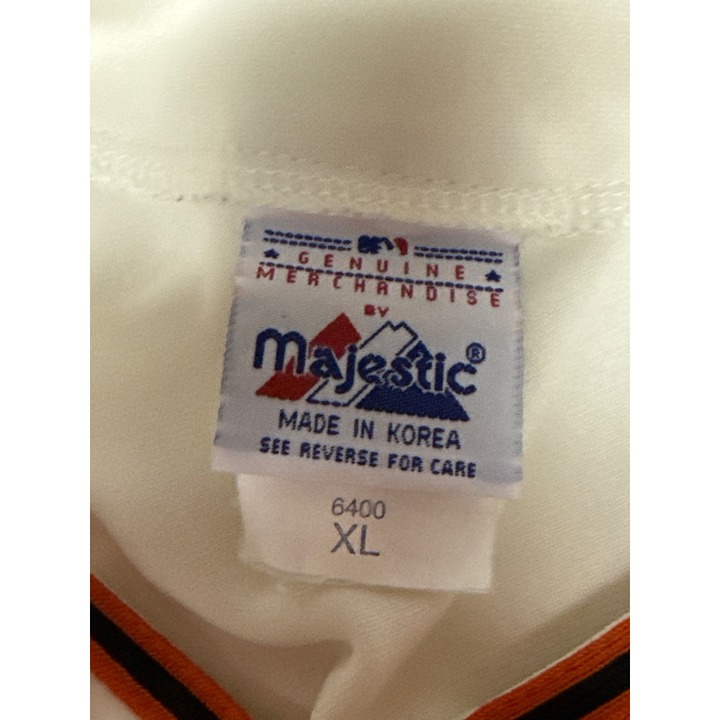 GENUINE
MERCHANDISE
BY
Majestic®
MADE IN KOREA
SEE REVERSE FOR CARE
6400
XL